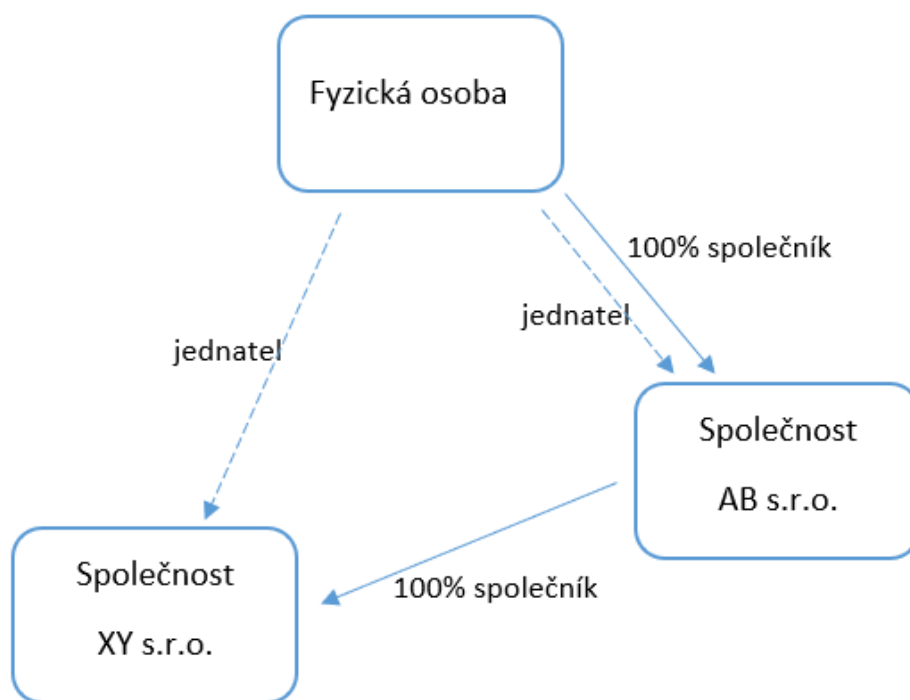 Fyzická osoba
100% společník
jednatel
jednatel
Společnost
AB s.r.o.
Společnost
XY s.r.o.
100% společník